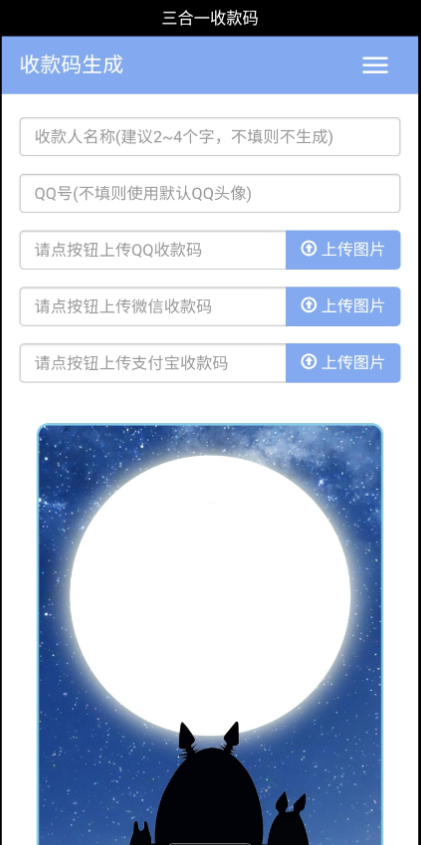 三合一收款码
收款码生成
收款人名称(建议2~4个字，不填则不生成)
QQ号(不填则使用默认QQ头像)
请点按钮上传QQ收款码 上传图片
请点按钮上传微信收款码 上传图片
请点按钮上传支付宝收款码 上传图片